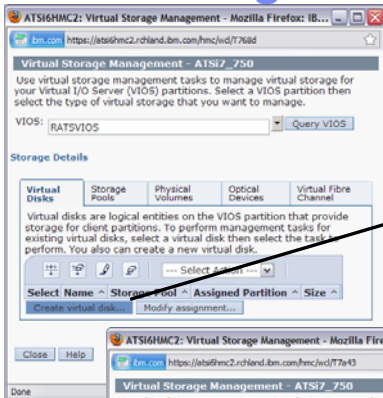 ATSI6HMC2: Virtual Storage Management - Mozilla Firefox: IB...
ibm.com https://atsi6hmc2.rchland.ibm.com/hmc/wcl/T768d
Virtual Storage Management - ATSi7_750
Use virtual storage management tasks to manage virtual storage for
your Virtual I/O Server (VIOS) partitions. Select a VIOS partition then
select the type of virtual storage that you want to manage.
VIOS: RATSVIOS Query VIOS
Storage Details
Virtual Disks Storage Pools Physical Volumes Optical Devices Virtual Fibre Channel
Virtual disks are logical entities on the VIOS partition that provide
storage for client partitions. To perform management tasks for
existing virtual disks, select a virtual disk then select the task to
perform. You also can create a new virtual disk.
--- Select Action ---
Select Name ^ Storage Pool ^ Assigned Partition ^ Size ^
Create virtual disk... Modify assignment...
Close Help
ATSI6HMC2: Virtual Storage Management - Mozilla Fire
ibm.com https://atsi6hmc2.rchland.ibm.com/hmc/wcl/T7a43
Done
Virtual Storage Management - ATSi7_750